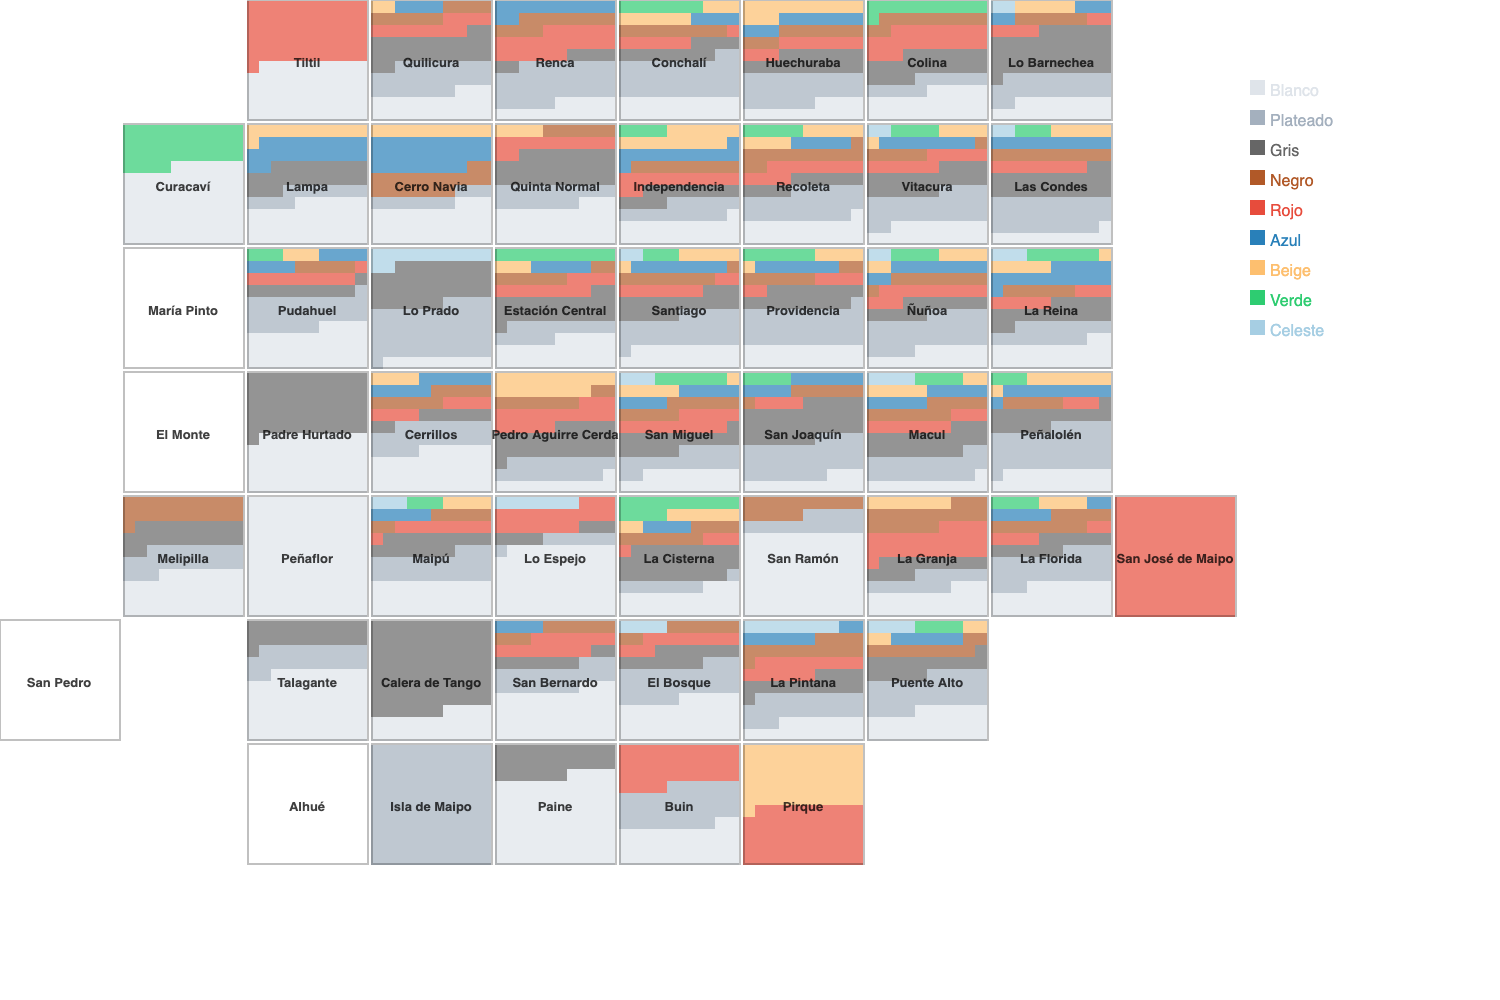 Tiltil
Quilicura
Renca
Conchalí
Huechuraba
Colina
Lo Barnechea
Curacaví
Lampa
Cerro Navia
Quinta Normal
Independencia
Recoleta
Vitacura
Las Condes
María Pinto
Pudahuel
Lo Prado
Estación Central
Santiago
Providencia
Ñuñoa
La Reina
El Monte
Padre Hurtado
Cerrillos
Pedro Aguirre Cerda
San Miguel
San Joaquín
Macul
Peñalolén
Melipilla
Peñaflor
Maipú
Lo Espejo
La Cisterna
San Ramón
La Granja
La Florida
San José de Maipo
San Pedro
Talagante
Calera de Tango
San Bernardo
El Bosque
La Pintana
Puente Alto
Alhué
Isla de Maipo
Paine
Buin
Pirque
Blanco
Plateado
Gris
Negro
Rojo
Azul
Beige
Verde
Celeste